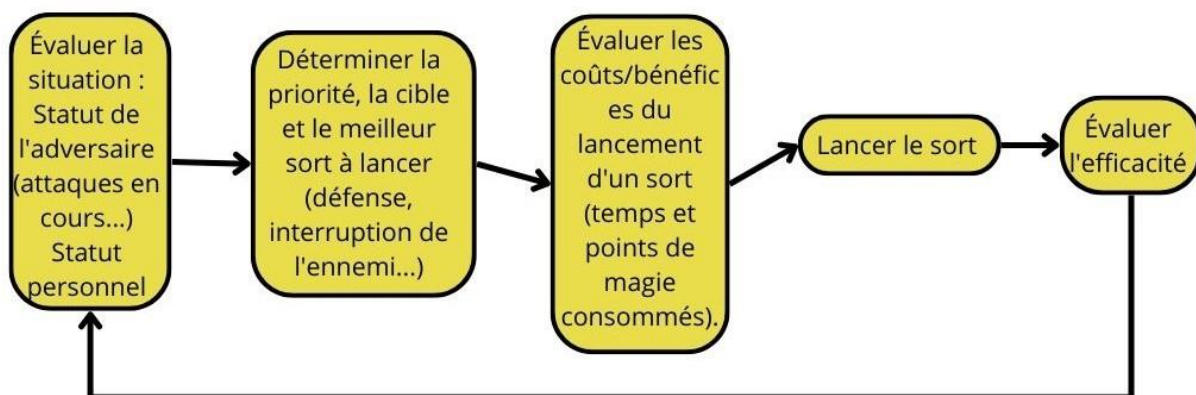 Évaluer la
situation :
Statut de
l'adversaire
(attaques en
cours...)
Statut
personnel
Déterminer la
priorité, la cible
et le meilleur
sort à lancer
(défense,
interruption de
l'ennemi...)
Évaluer les
coûts/bénéfic
es du
lancement
d'un sort
(temps et
points de
magie
consommés).
Lancer le sort
Évaluer
l'efficacité